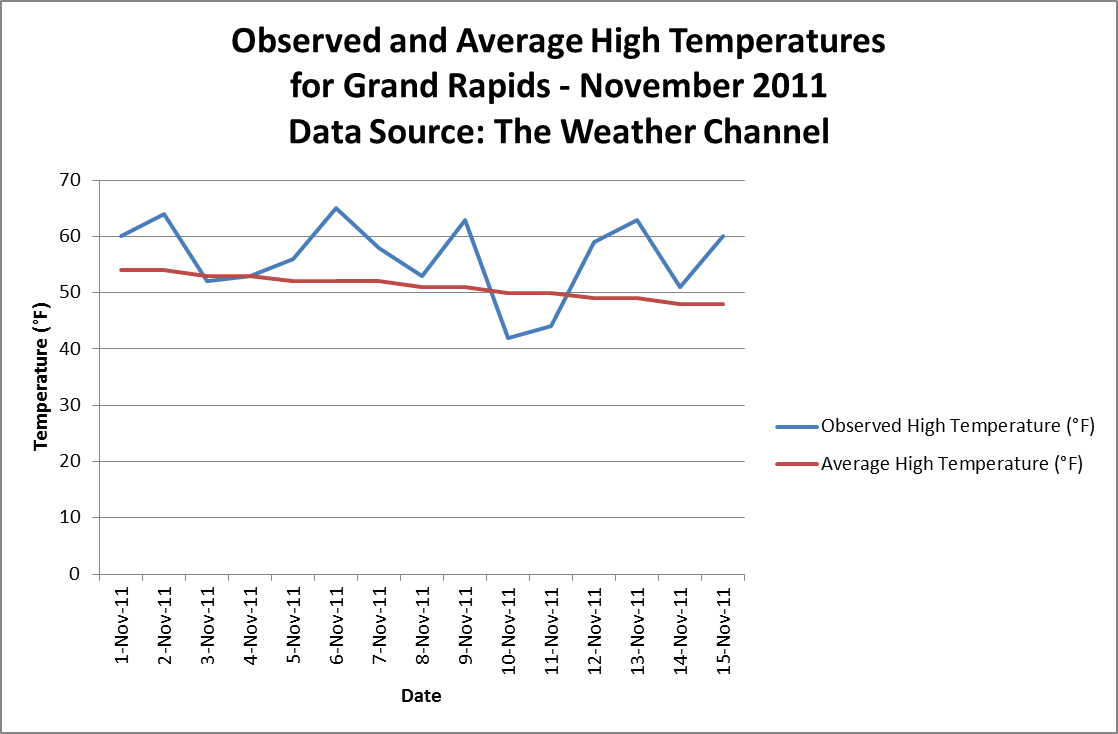 Observed and Average High Temperatures
for Grand Rapids - November 2011
Data Source: The Weather Channel
70
60
50
40
30
20
10
0
Temperature (°F)
1-Nov-11
2-Nov-11
3-Nov-11
4-Nov-11
5-Nov-11
6-Nov-11
7-Nov-11
8-Nov-11
9-Nov-11
10-Nov-11
11-Nov-11
12-Nov-11
13-Nov-11
14-Nov-11
15-Nov-11
Date
Observed High Temperature (°F)
Average High Temperature (°F)